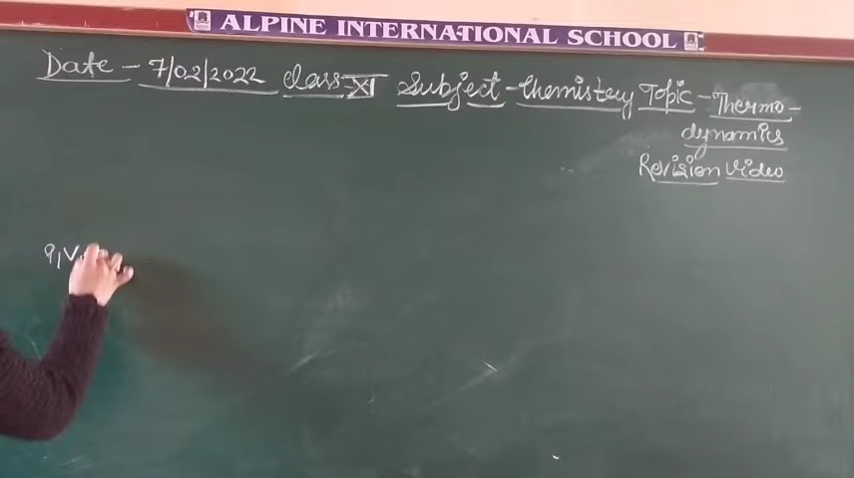 ALPINE INTERNATIONAL SCHOOL
Date - 7/02/2022 Class - XI Subject - Chemistry Topic - Thermo-
dynamics
Revision Video
P, V